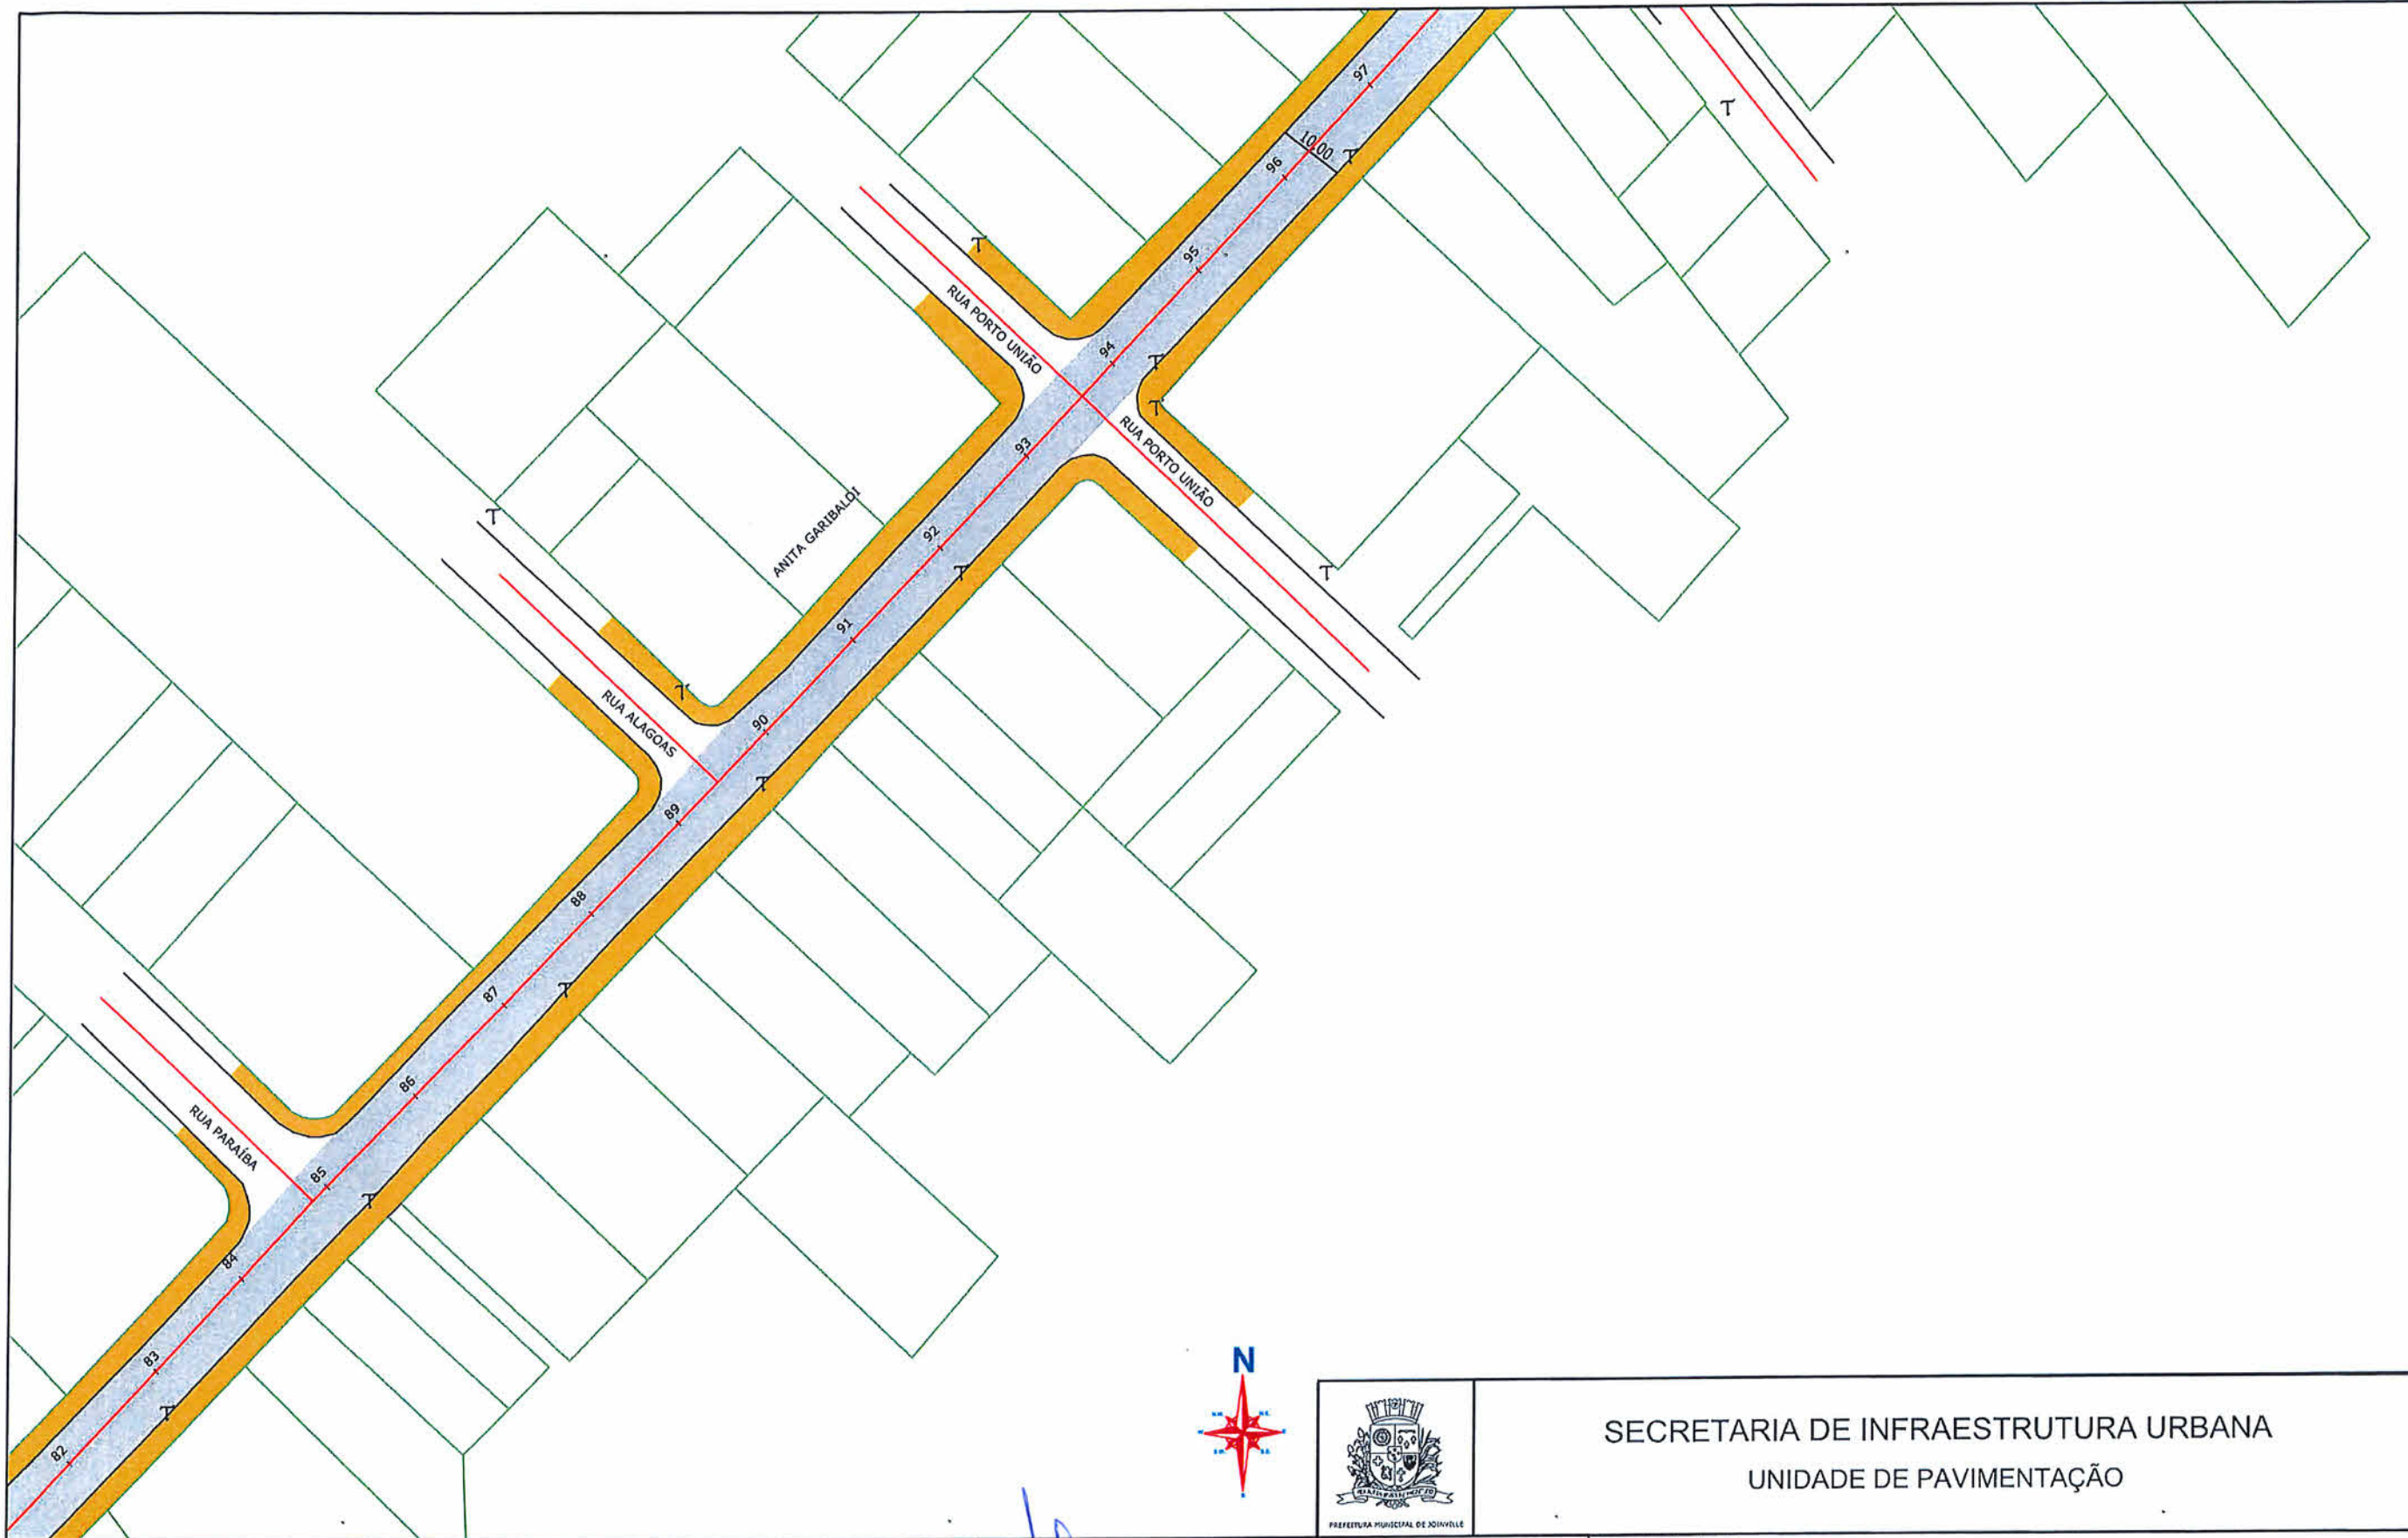 97
10.00
96
95
RUA PORTO UNIÃO
94
RUA PORTO UNIÃO
93
92
ANITA GARIBALDI
91
90
RUA ALAGOAS
89
88
87
86
RUA PARAÍBA
85
84
83
82
N
SECRETARIA DE INFRAESTRUTURA URBANA
UNIDADE DE PAVIMENTAÇÃO
PREFEITURA MUNICIPAL DE JOINVILLE